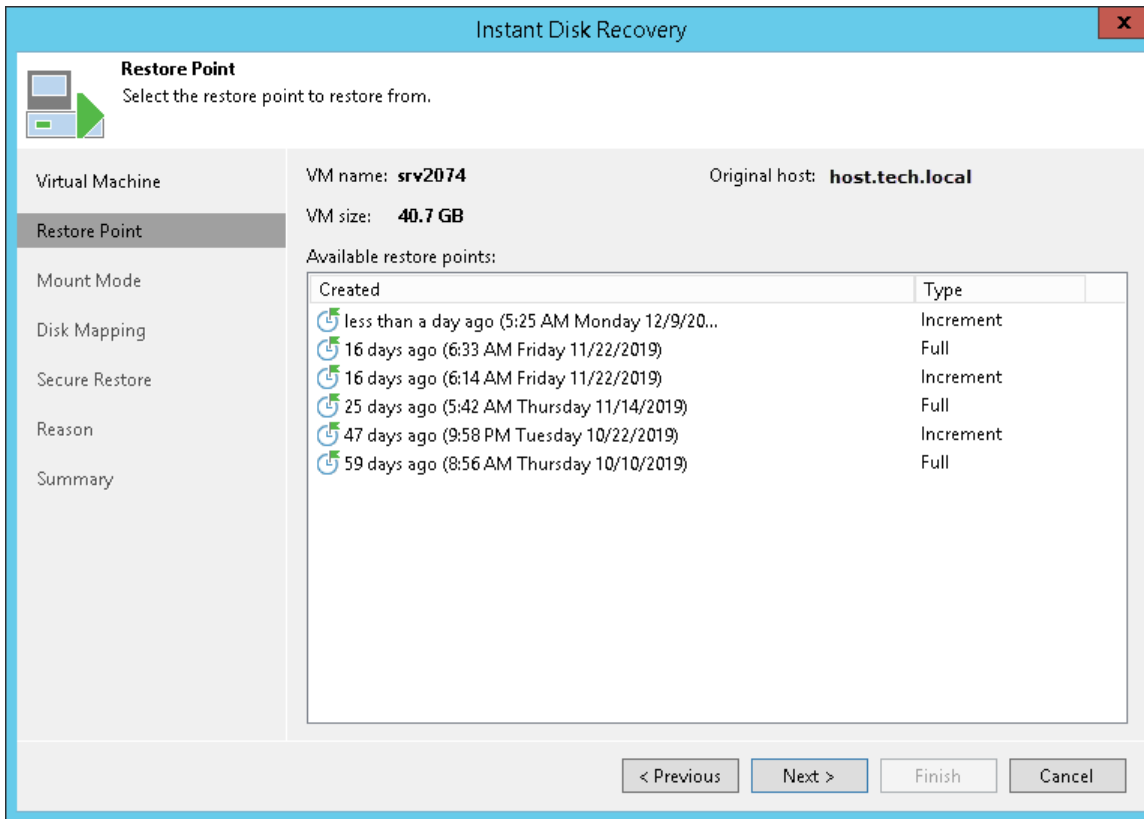 Instant Disk Recovery
x
Restore Point
Select the restore point to restore from.
Virtual Machine
Restore Point
Mount Mode
Disk Mapping
Secure Restore
Reason
Summary
VM name: srv2074 Original host: host.tech.local
VM size: 40.7 GB
Available restore points:
Created Type
less than a day ago (5:25 AM Monday 12/9/20... Increment
16 days ago (6:33 AM Friday 11/22/2019) Full
16 days ago (6:14 AM Friday 11/22/2019) Increment
25 days ago (5:42 AM Thursday 11/14/2019) Full
47 days ago (9:58 PM Tuesday 10/22/2019) Increment
59 days ago (8:56 AM Thursday 10/10/2019) Full
< Previous Next > Finish Cancel